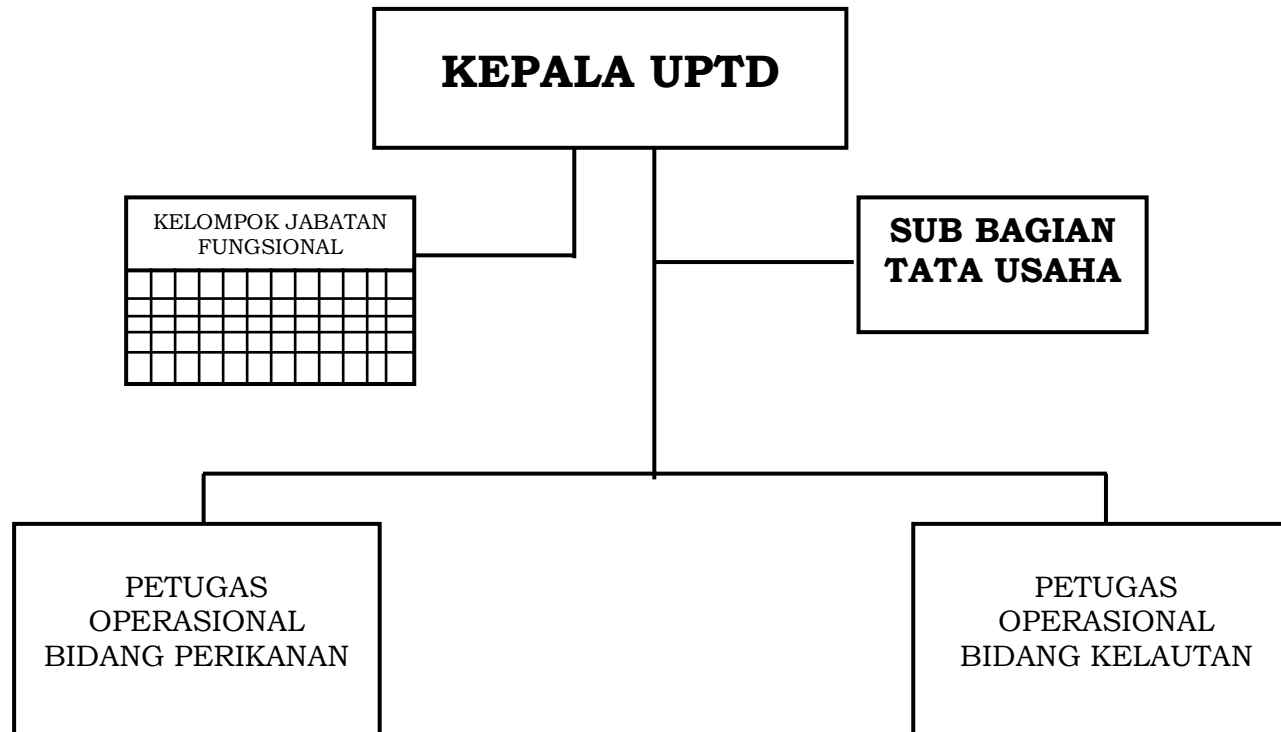 KEPALA UPTD
KELOMPOK JABATAN
FUNGSIONAL
SUB BAGIAN
TATA USAHA
PETUGAS
OPERASIONAL
BIDANG PERIKANAN
PETUGAS
OPERASIONAL
BIDANG KELAUTAN